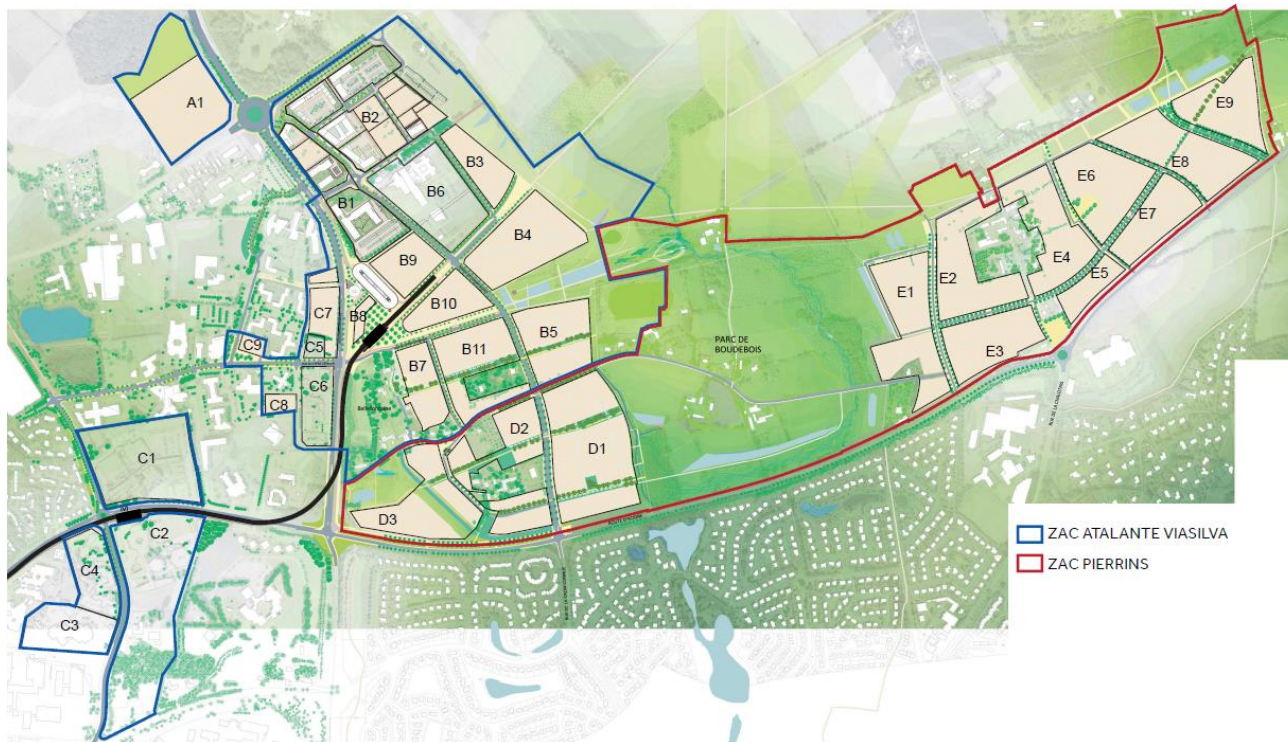 A1
B2
B3
B6
B1
B4
B9
B10
B8
B5
B11
B7
C7
C5
C9
C6
C8
C1
C2
C4
C3
D2
D1
D3
PARC DE
BOUDEBOIS
E9
E8
E6
E7
E4
E5
E2
E1
E3
ZAC ATALANTE VIASILVA
ZAC PIERRINS